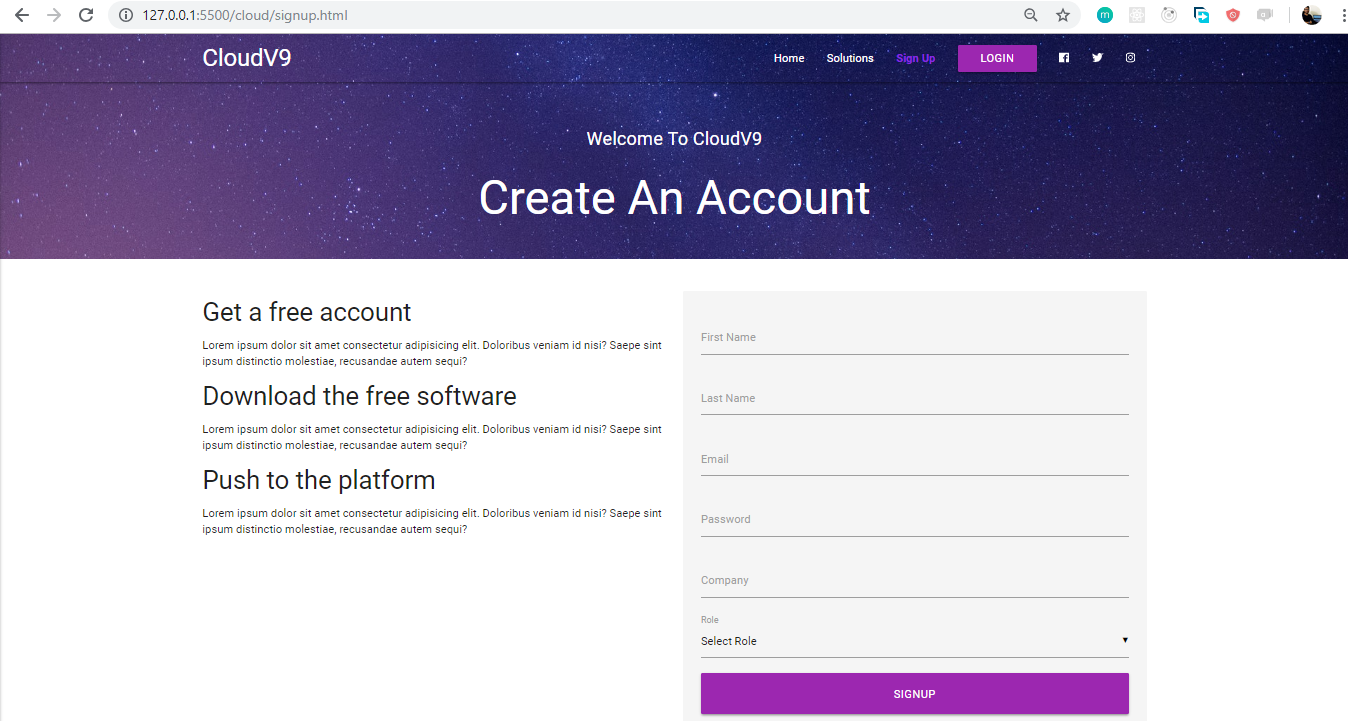 127.0.0.1:5500/cloud/signup.html
m
CloudV9
Home Solutions Sign Up LOGIN
Welcome To CloudV9
Create An Account
Get a free account
Lorem ipsum dolor sit amet consectetur adipisicing elit. Doloribus veniam id nisi? Saepe sint
ipsum distinctio molestiae, recusandae autem sequi?
Download the free software
Lorem ipsum dolor sit amet consectetur adipisicing elit. Doloribus veniam id nisi? Saepe sint
ipsum distinctio molestiae, recusandae autem sequi?
Push to the platform
Lorem ipsum dolor sit amet consectetur adipisicing elit. Doloribus veniam id nisi? Saepe sint
ipsum distinctio molestiae, recusandae autem sequi?
First Name
Last Name
Email
Password
Company
Role
Select Role
SIGNUP